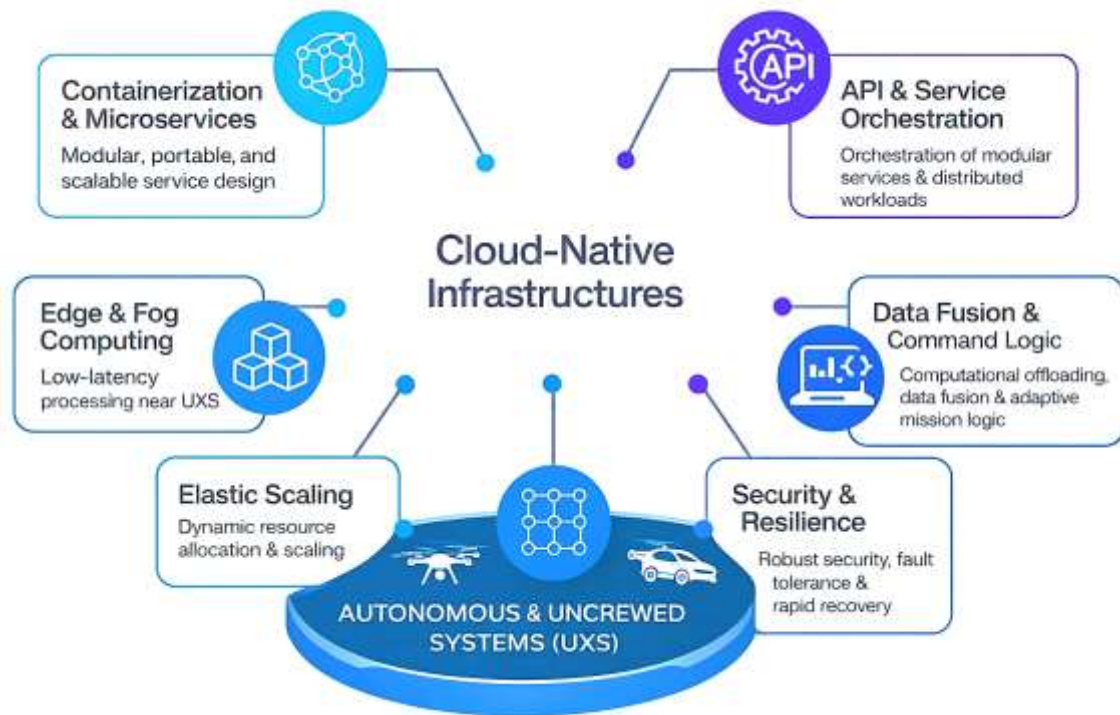 Containerization
& Microservices
Modular, portable, and
scalable service design
API
API & Service
Orchestration
Orchestration of modular
services & distributed
workloads
Cloud-Native
Infrastructures
Edge & Fog
Computing
Low-latency
processing near UXS
Data Fusion &
Command Logic
Computational offloading,
data fusion & adaptive
mission logic
Elastic Scaling
Dynamic resource
allocation & scaling
Security &
Resilience
Robust security, fault
tolerance &
rapid recovery
AUTONOMOUS & UNCREWED
SYSTEMS (UXS)